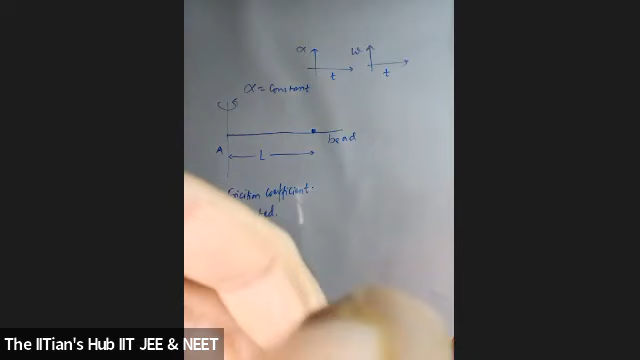 α
ω
t
t
α = Constant
A
L
bead
friction coefficient.
The IITian's Hub IIT JEE & NEET